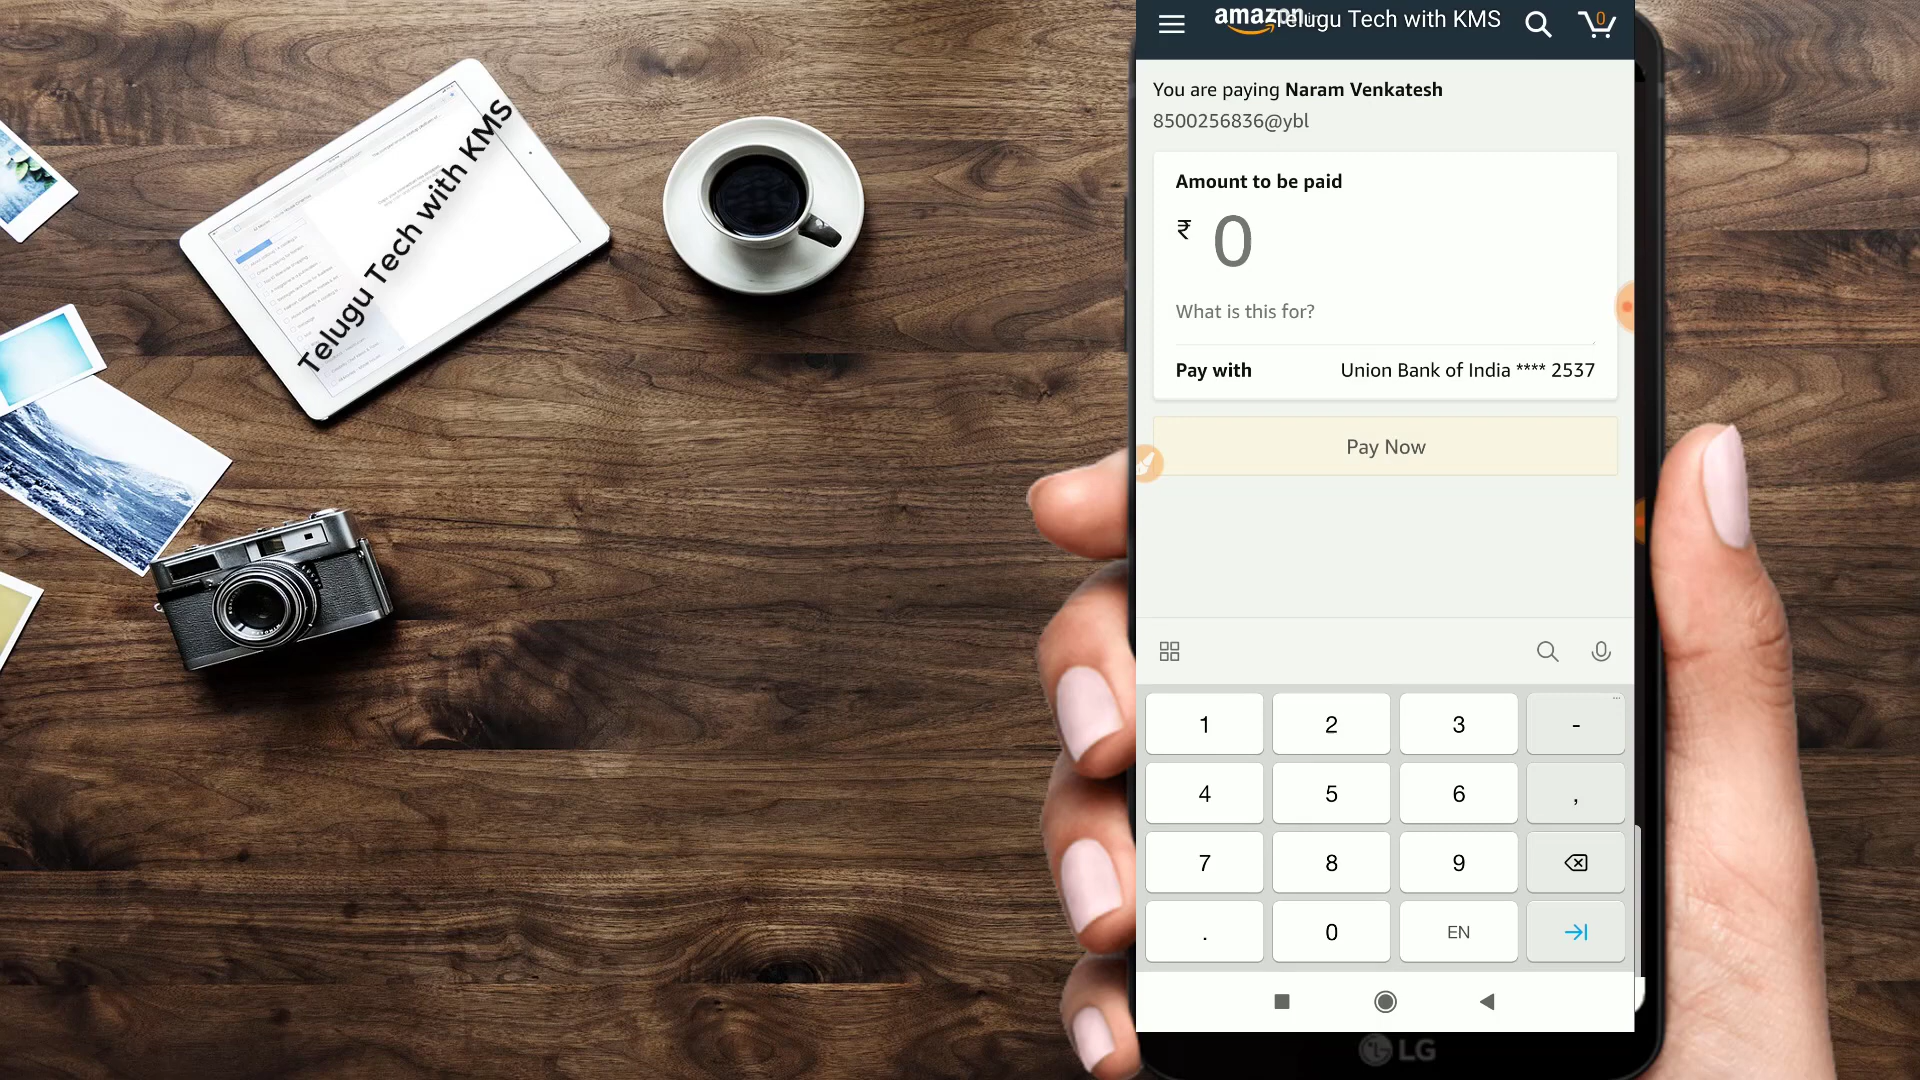 Telugu Tech with KMS
amazon
Telugu Tech with KMS
0
You are paying Naram Venkatesh
8500256836@ybl
Amount to be paid
₹ 0
What is this for?
Pay with Union Bank of India **** 2537
Pay Now
1 2 3 -
4 5 6 ,
7 8 9
. 0 EN
LG